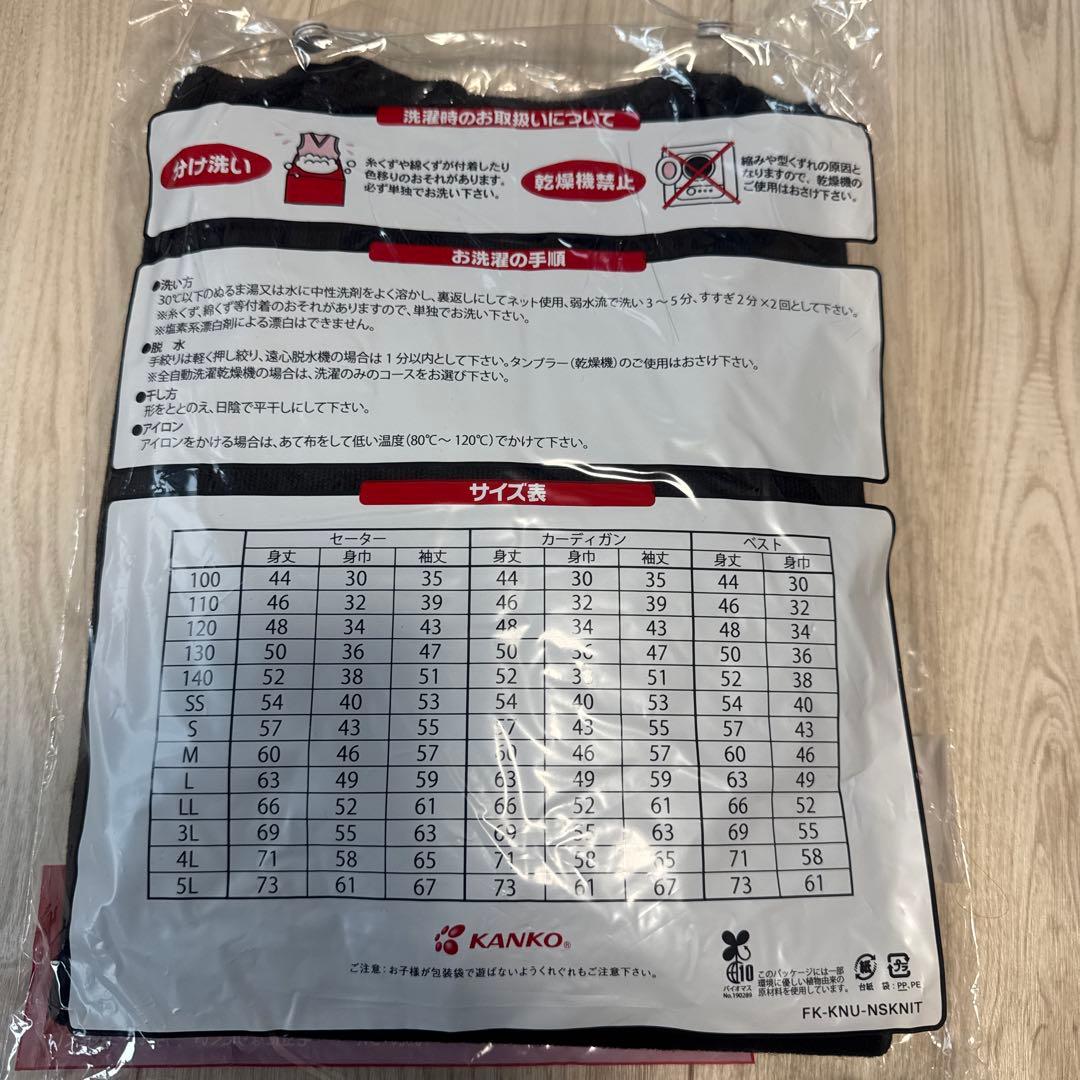 洗濯時のお取扱いについて
分け洗い
糸くずや綿くずが付着したり
色移りのおそれがあります。
必ず単独でお洗い下さい。
乾燥機禁止
縮みや型くずれの原因と
なりますので、乾燥機の
ご使用はおさけ下さい。
お洗濯の手順
●洗い方
30℃以下のぬるま湯又は水に中性洗剤をよく溶かし、裏返しにしてネット使用、弱水流で洗い3～5分、すすぎ2分×2回として下さい。
※糸くず、綿くず等付着のおそれがありますので、単独でお洗い下さい。
※塩素系漂白剤による漂白はできません。
●脱 水
手絞りは軽く押し絞り、遠心脱水機の場合は1分以内として下さい。タンブラー(乾燥機)のご使用はおさけ下さい。
※全自動洗濯乾燥機の場合は、洗濯のみのコースをお選び下さい。
●干し方
形をととのえ、日陰で平干しにして下さい。
●アイロン
アイロンをかける場合は、あて布をして低い温度(80℃～120℃)でかけて下さい。
サイズ表
セーター カーディガン ベスト
身丈 身巾 袖丈 身丈 身巾 袖丈 身丈 身巾
100 44 30 35 44 30 35 44 30
110 46 32 39 46 32 39 46 32
120 48 34 43 48 34 43 48 34
130 50 36 47 50 36 47 50 36
140 52 38 51 52 38 51 52 38
SS 54 40 53 54 40 53 54 40
S 57 43 55 57 43 55 57 43
M 60 46 57 60 46 57 60 46
L 63 49 59 63 49 59 63 49
LL 66 52 61 66 52 61 66 52
3L 69 55 63 69 55 63 69 55
4L 71 58 65 71 58 65 71 58
5L 73 61 67 73 61 67 73 61
KANKO®
ご注意：お子様が包装袋で遊ばないようくれぐれもご注意下さい。
10
バイオマス
No.190289
このパッケージには一部
環境に優しい植物由来の
原材料を使用しています。
紙
台紙
プラ
袋：PP,PE
FK-KNU-NSKNIT